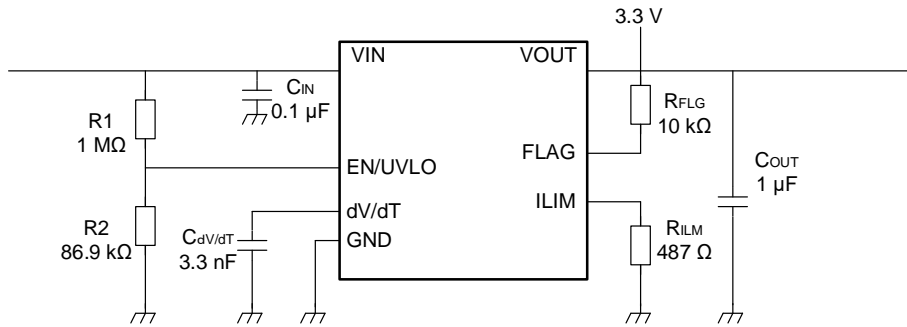 3.3 V
VIN
VOUT
CIN
0.1 µF
R1
1 MΩ
RFLG
10 kΩ
EN/UVLO
FLAG
COUT
1 µF
dV/dT
ILIM
R2
86.9 kΩ
CdV/dT
3.3 nF
GND
RILM
487 Ω